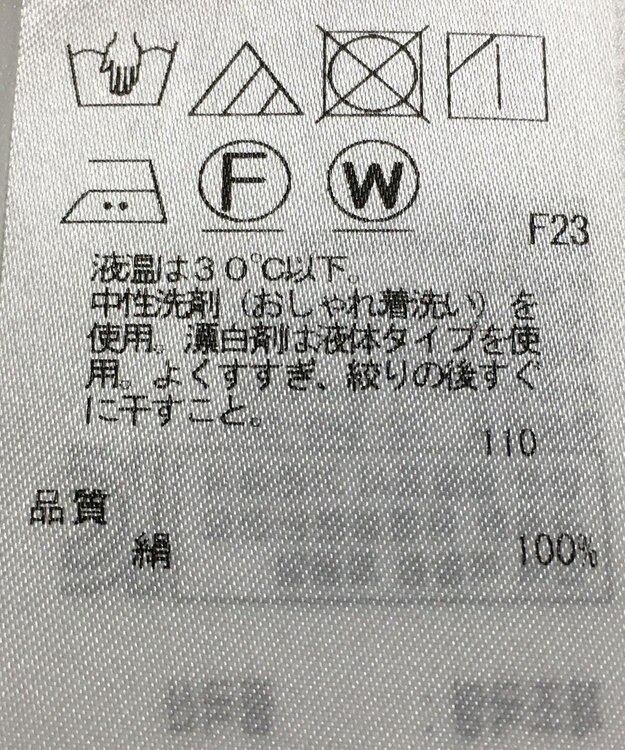 F W
F23
液温は30℃以下。
中性洗剤（おしゃれ着洗い）を
使用。漂白剤は液体タイプを使
用。よくすすぎ、絞りの後すぐ
に干すこと。
110
品質
絹 100%